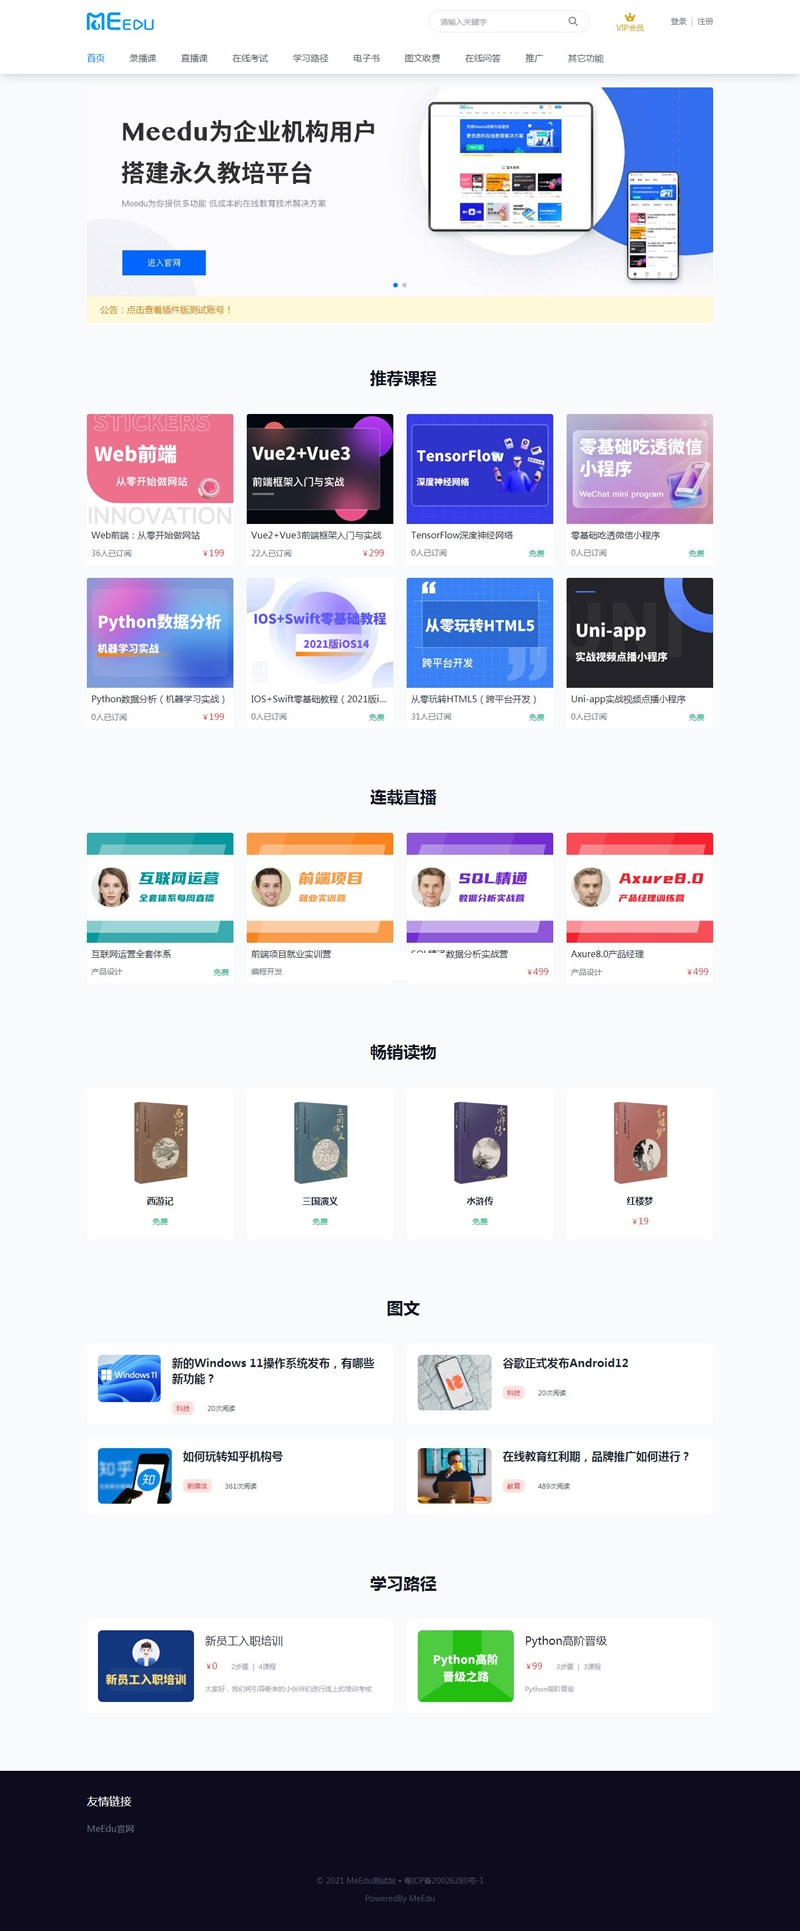 MEEDU
请输入关键字
VIP会员
登录 | 注册
首页 录播课 直播课 在线考试 学习路径 电子书 图文收费 在线问答 推广 其它功能
Meedu为企业机构用户
搭建永久教培平台
Meedu为你提供多功能 低成本的在线教育技术解决方案
进入官网
公告：点击查看插件版测试账号！
推荐课程
STICKERS
Web前端
从零开始做网站
INNOVATION
Vue2+Vue3
前端框架入门与实战
TensorFlow
深度神经网络
零基础吃透微信
小程序
WeChat mini program
Web前端：从零开始做网站
36人已订阅 ¥199
Vue2+Vue3前端框架入门与实战
22人已订阅 ¥299
TensorFlow深度神经网络
0人已订阅 免费
零基础吃透微信小程序
0人已订阅 免费
Python数据分析
机器学习实战
IOS+Swift零基础教程
2021版iOS14
从零玩转HTML5
跨平台开发
UNI
Uni-app
实战视频点播小程序
Python数据分析（机器学习实战）
0人已订阅 ¥199
IOS+Swift零基础教程（2021版i...
0人已订阅 免费
从零玩转HTML5（跨平台开发）
31人已订阅 免费
Uni-app实战视频点播小程序
0人已订阅 免费
连载直播
互联网运营
全套体系每周直播
前端项目
就业实训营
SQL精通
数据分析实战营
Axure8.0
产品经理训练营
互联网运营全套体系
产品设计 免费
前端项目就业实训营
编程开发
SQL精通数据分析实战营
¥499
Axure8.0产品经理
产品设计 ¥499
畅销读物
西游记
三国演义
水浒传
红楼梦
西游记
免费
三国演义
免费
水浒传
免费
红楼梦
¥19
图文
Windows 11
新的Windows 11操作系统发布，有哪些
新功能？
科技 20次阅读
谷歌正式发布Android12
科技 20次阅读
知乎
知
如何玩转知乎机构号
新媒体 361次阅读
在线教育红利期，品牌推广如何进行？
教育 489次阅读
学习路径
新员工入职培训
新员工入职培训
¥0 2步骤 | 4课程
大家好，我们将引导新来的小伙伴们进行线上的培训考核
Python高阶
晋级之路
Python高阶晋级
¥99 3步骤 | 3课程
Python高阶晋级
友情链接
MeEdu官网
© 2021 MeEdu测试站 • 粤ICP备20026280号-1
PoweredBy MeEdu